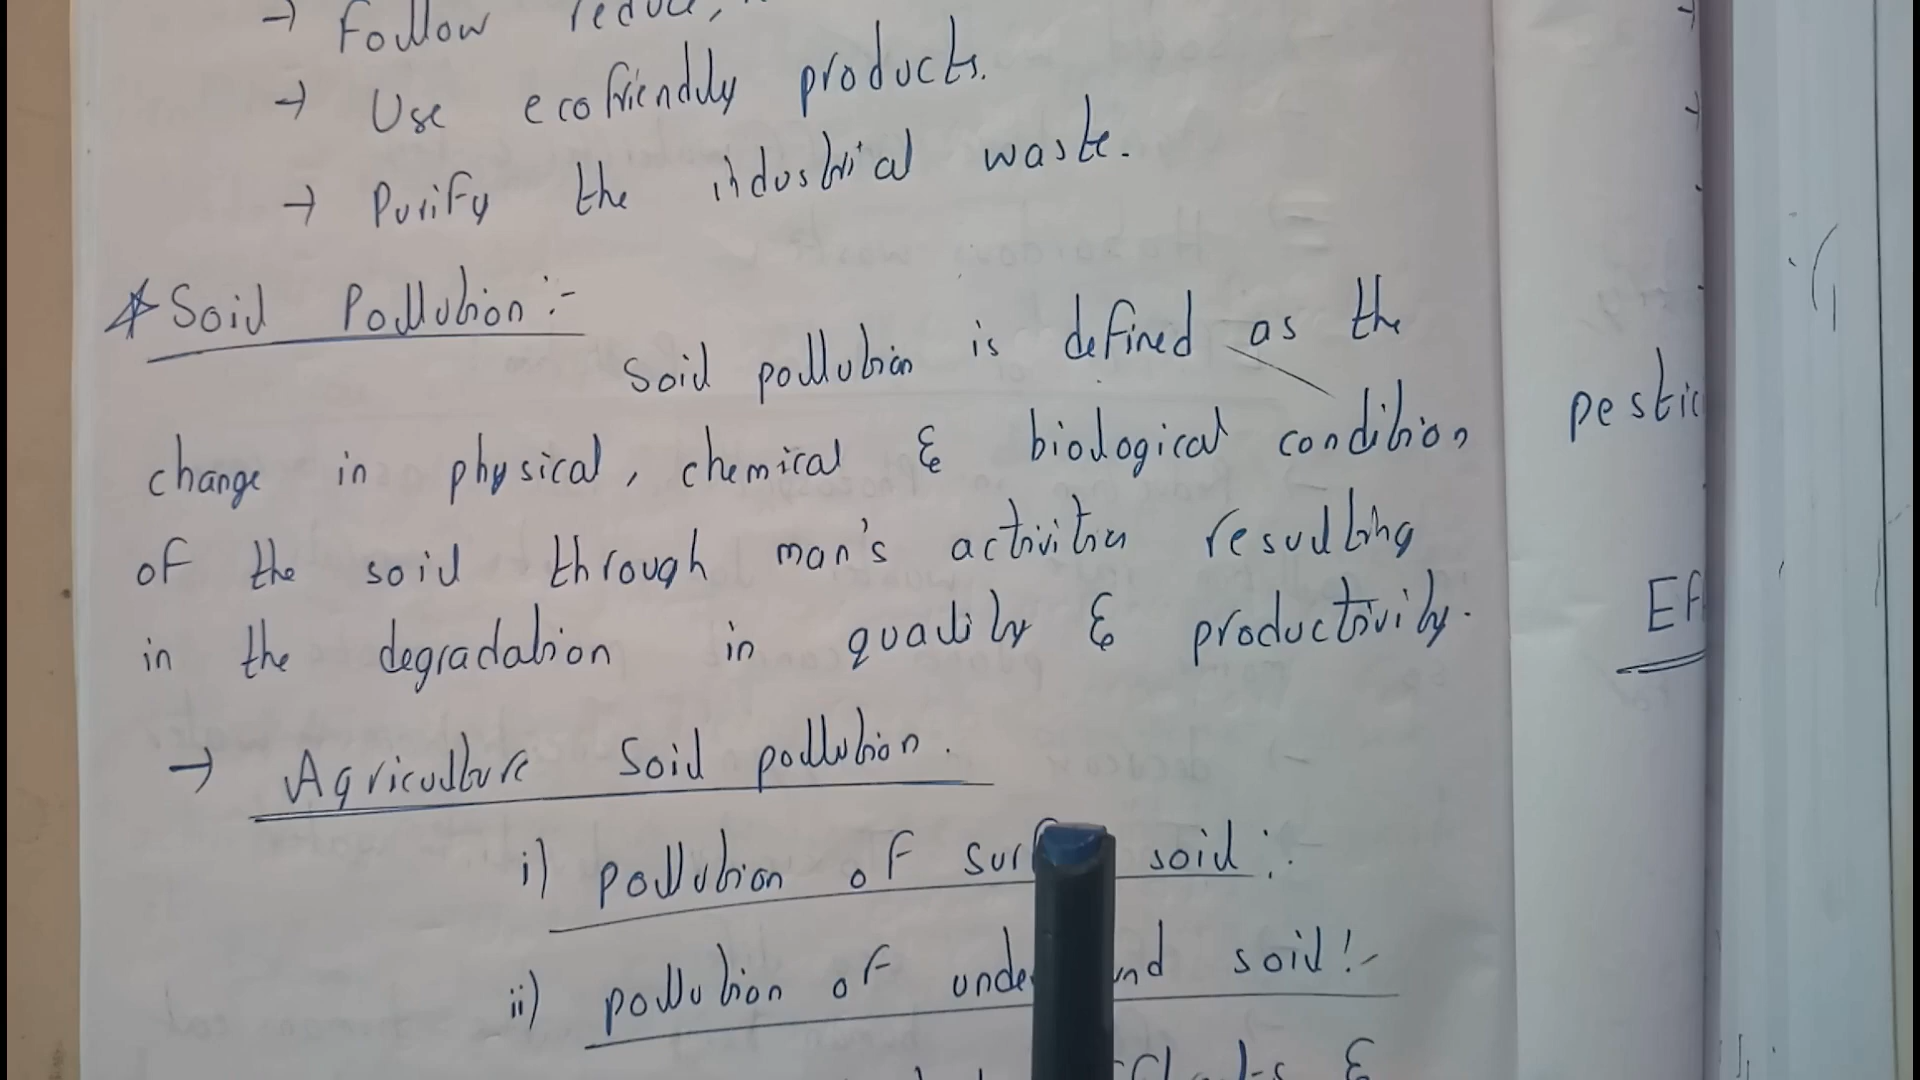 → Follow reduce,
→ Use ecofriendly products.
→ Purify the industrial waste.
* Soil Pollution :-
Soil pollution is defined as the
change in physical, chemical & biological condition
of the soil through man's activities resulting
in the degradation in quality & productivity.
→ Agriculture Soil pollution.
i) pollution of sur soil :-
ii) pollution of unde nd soil :-
&
pestic
Ef